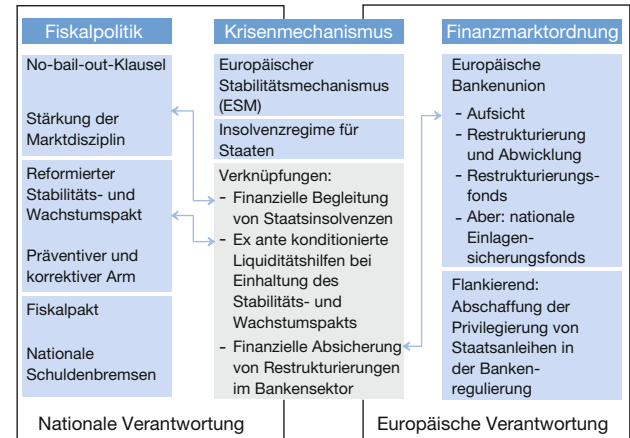 Fiskalpolitik
No-bail-out-Klausel
Stärkung der
Marktdisziplin
Reformierter
Stabilitäts- und
Wachstumspakt
Präventiver und
korrektiver Arm
Fiskalpakt
Nationale
Schuldenbremsen
Krisenmechanismus
Europäischer
Stabilitätsmechanismus
(ESM)
Insolvenzregime für
Staaten
Verknüpfungen:
- Finanzielle Begleitung
von Staatsinsolvenzen
- Ex ante konditionierte
Liquiditätshilfen bei
Einhaltung des
Stabilitäts- und
Wachstumspakts
- Finanzielle Absicherung
von Restrukturierungen
im Bankensektor
Finanzmarktordnung
Europäische
Bankenunion
- Aufsicht
- Restrukturierung
und Abwicklung
- Restrukturierungs-
fonds
- Aber: nationale
Einlagen-
sicherungsfonds
Flankierend:
Abschaffung der
Privilegierung von
Staatsanleihen in
der Banken-
regulierung
Nationale Verantwortung
Europäische Verantwortung